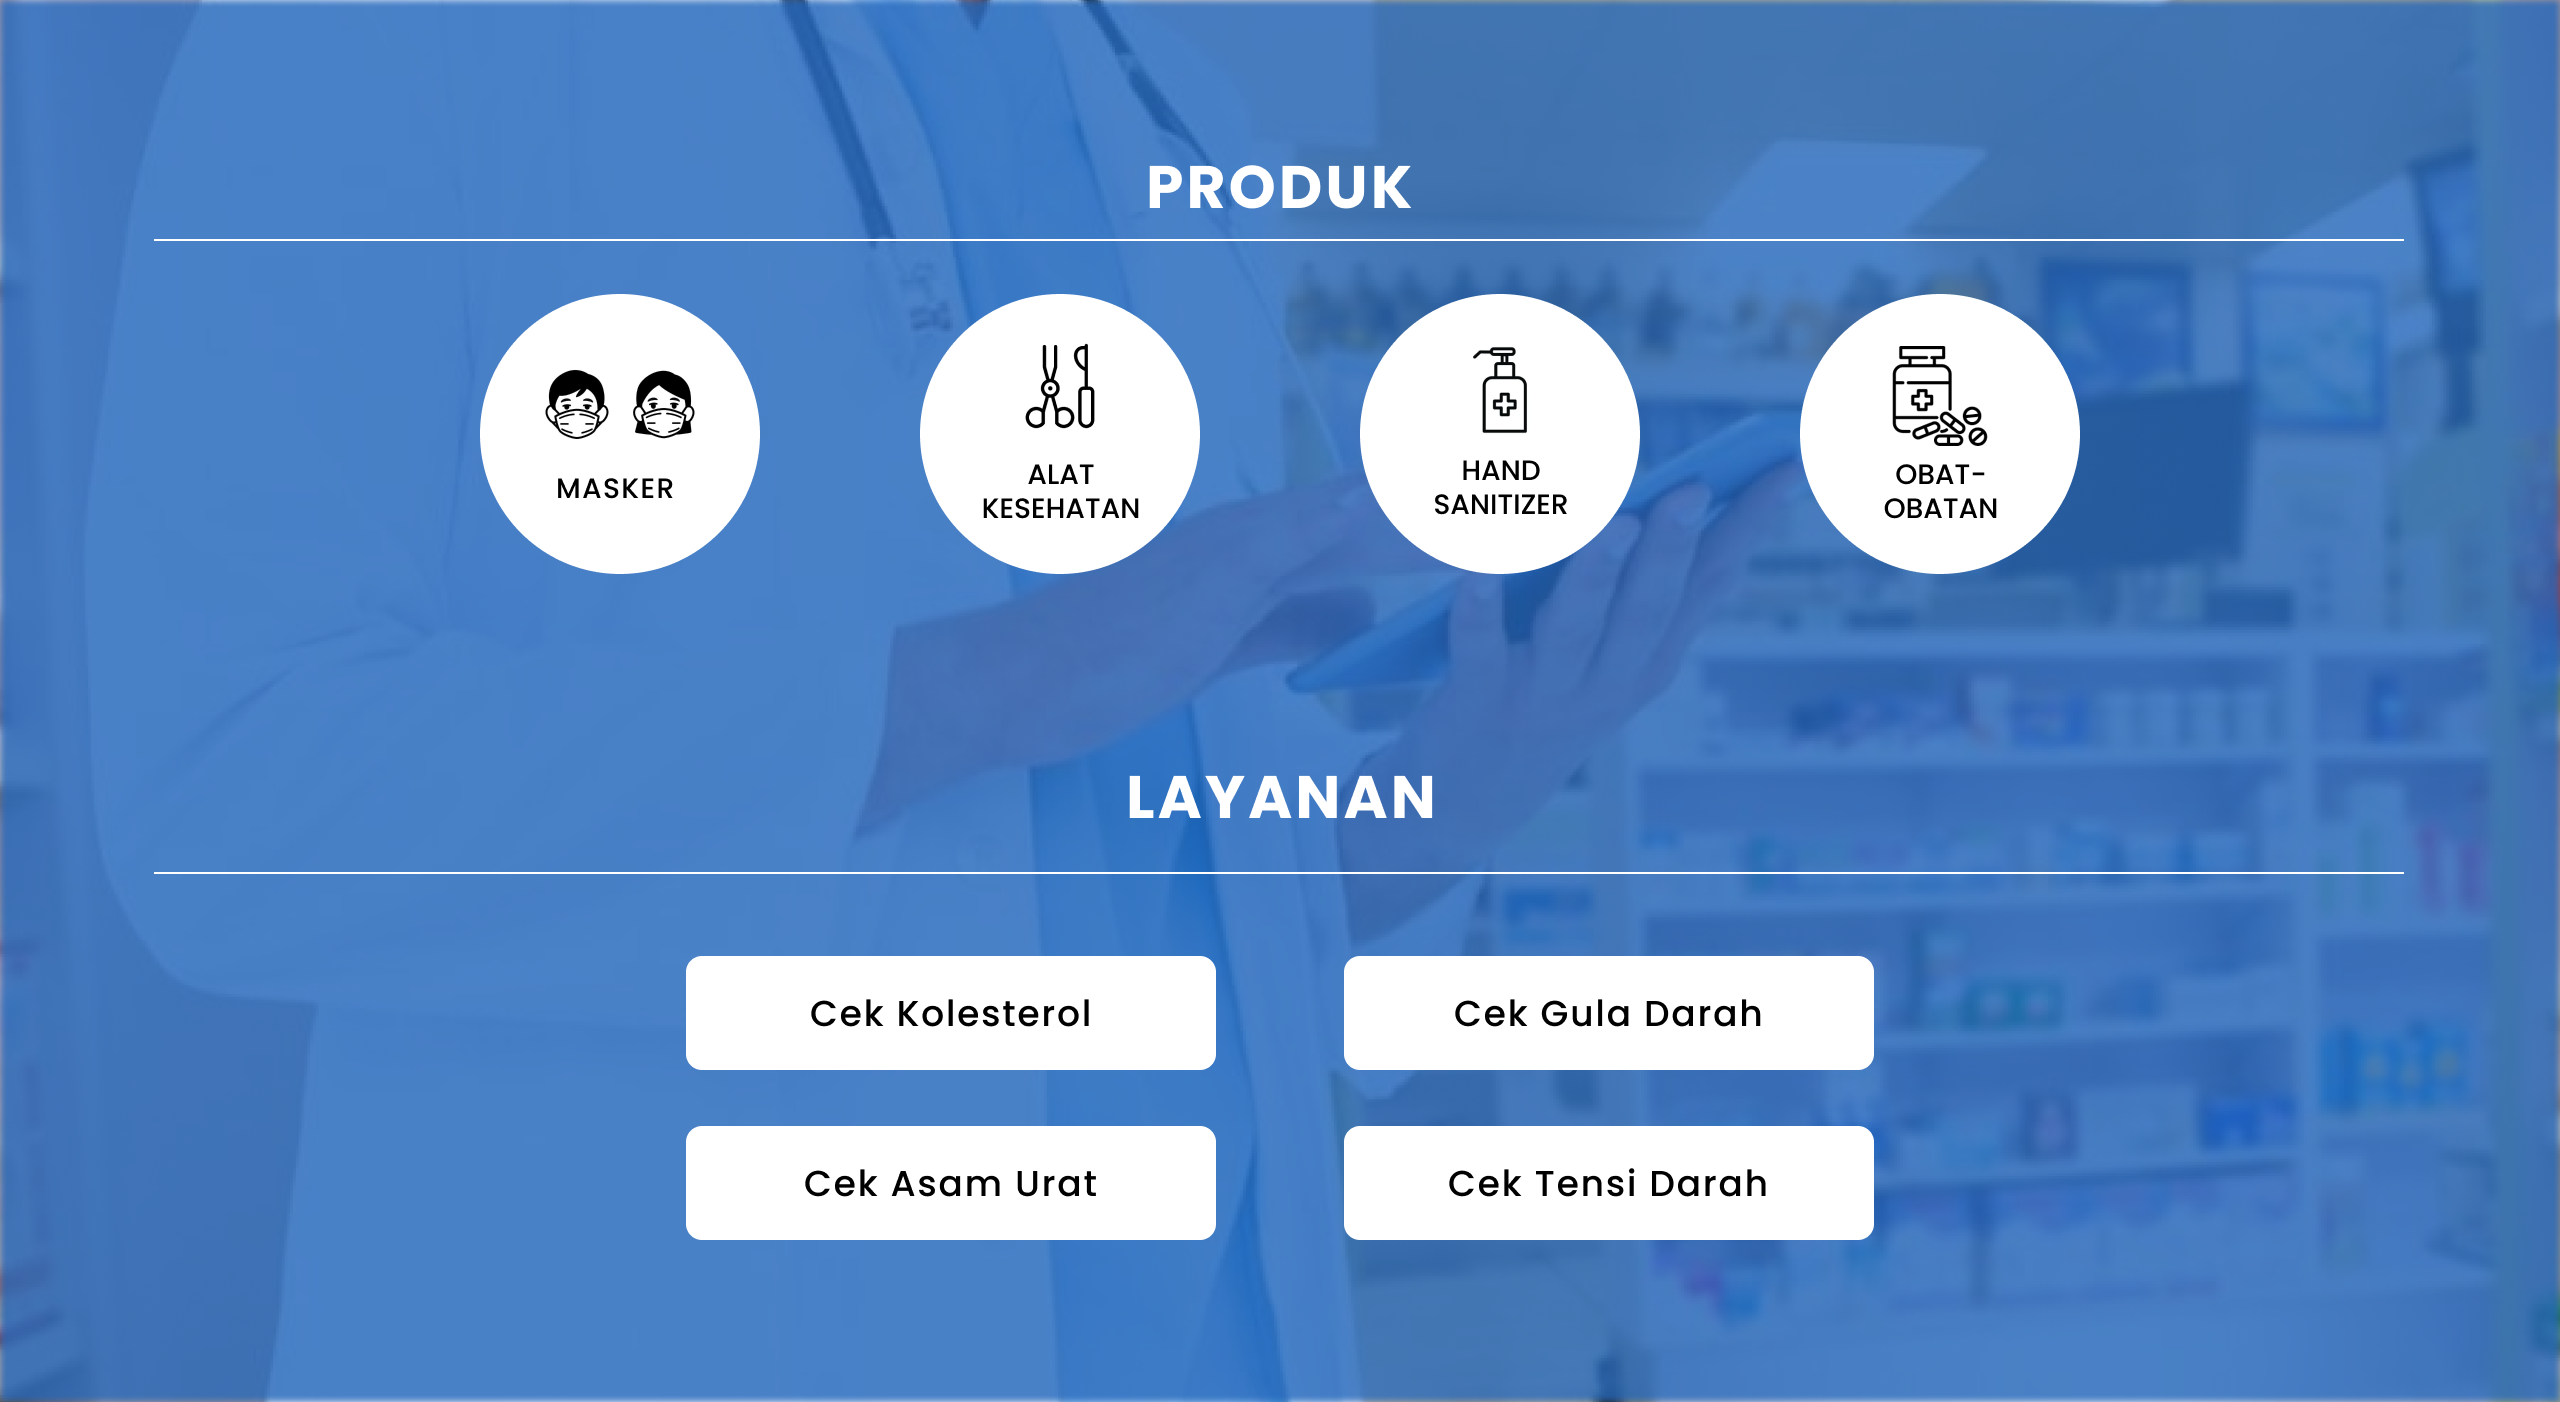 PRODUK
MASKER
ALAT
KESEHATAN
HAND
SANITIZER
OBAT-
OBATAN
LAYANAN
Cek Kolesterol
Cek Gula Darah
Cek Asam Urat
Cek Tensi Darah